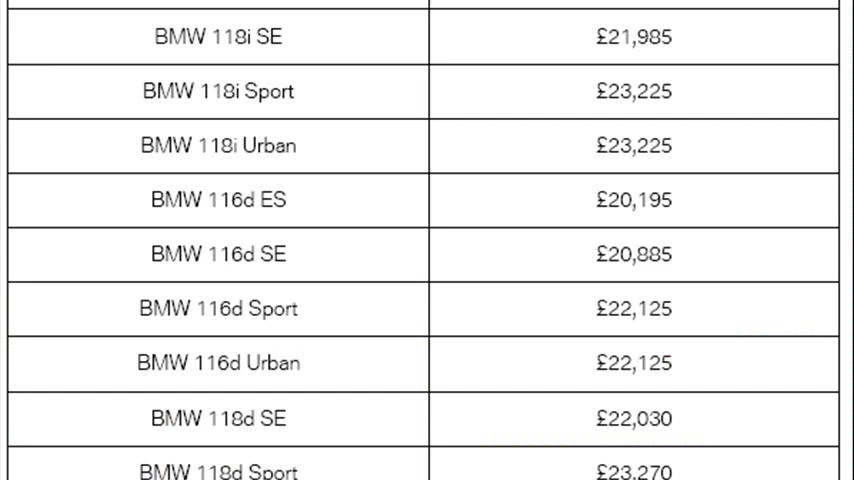 BMW 118i SE £21,985
BMW 118i Sport £23,225
BMW 118i Urban £23,225
BMW 116d ES £20,195
BMW 116d SE £20,885
BMW 116d Sport £22,125
BMW 116d Urban £22,125
BMW 118d SE £22,030
BMW 118d Sport £23,270